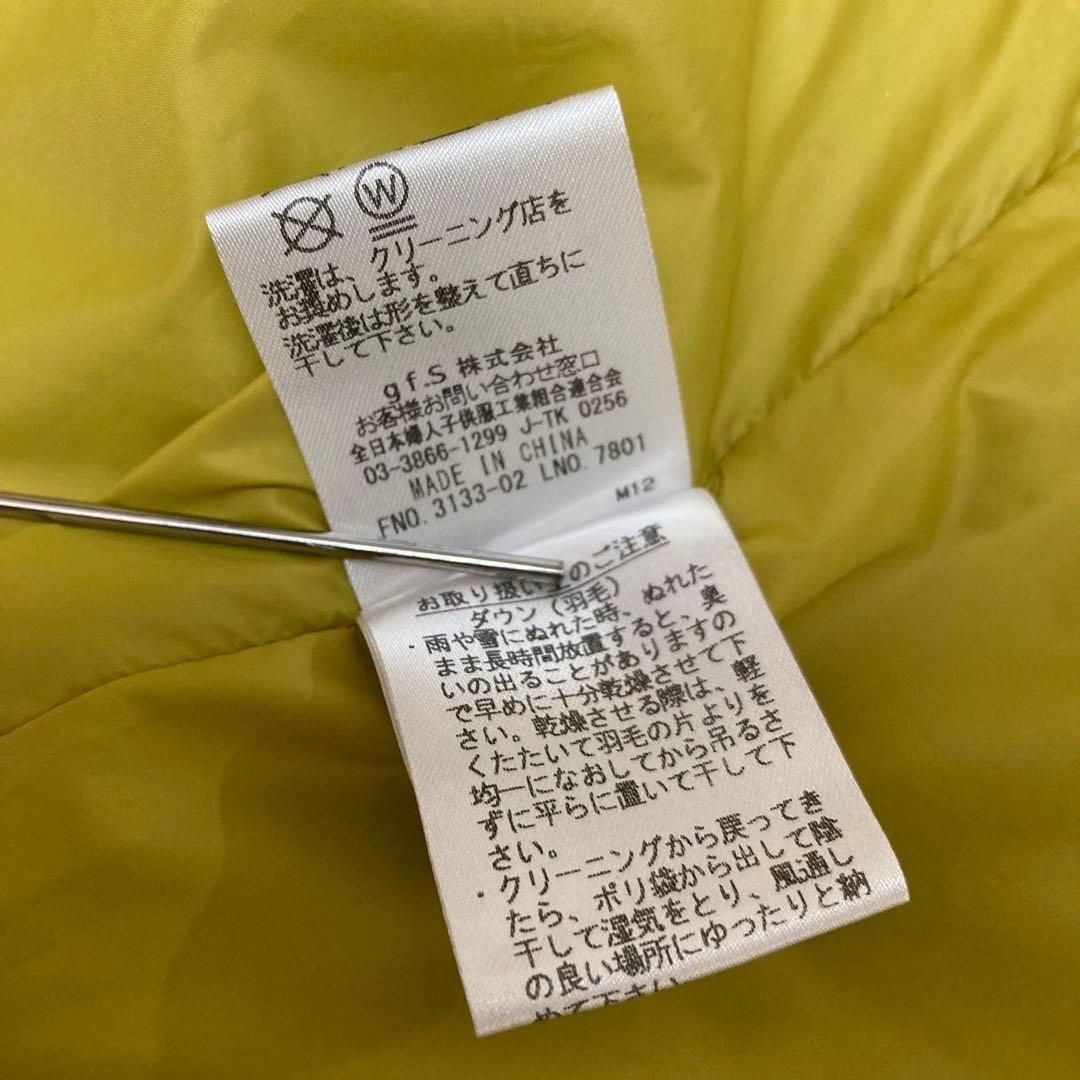 W
洗濯は、クリーニング店を
お奨めします。
洗濯後は形を整えて直ちに
干して下さい。
gf.S 株式会社
お客様お問い合わせ窓口
全日本婦人子供服工業組合連合会
03-3866-1299 J-TK 0256
MADE IN CHINA
FNO. 3133-02 LNO. 7801
M12
お取り扱い上のご注意
ダウン（羽毛）
・雨や雪にぬれた時、ぬれた
まま長時間放置すると、臭
いの出ることがありますの
で早めに十分乾燥させて下
さい。乾燥させる際は、軽
くたたいて羽毛の片よりを
均一になおしてから吊るさ
ずに平らに置いて干して下
さい。
・クリーニングから戻ってき
たら、ポリ袋から出して陰
干しして湿気をとり、風通し
の良い場所にゆったりと納
めて下さい